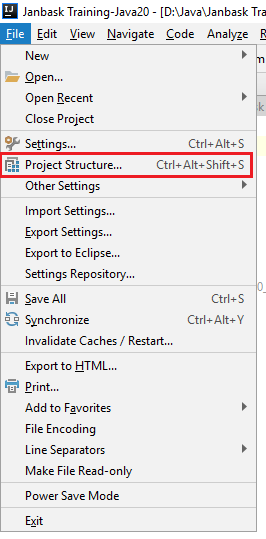 IJ Janbask Training-Java20 - [D:\Java\Janbask Tra
File Edit View Navigate Code Analyze R
New
Open...
Open Recent
Close Project
Settings... Ctrl+Alt+S
Project Structure... Ctrl+Alt+Shift+S
Other Settings
Import Settings...
Export Settings...
Export to Eclipse...
Settings Repository...
Save All Ctrl+S
Synchronize Ctrl+Alt+Y
Invalidate Caches / Restart...
Export to HTML...
Print...
Add to Favorites
File Encoding
Line Separators
Make File Read-only
Power Save Mode
Exit